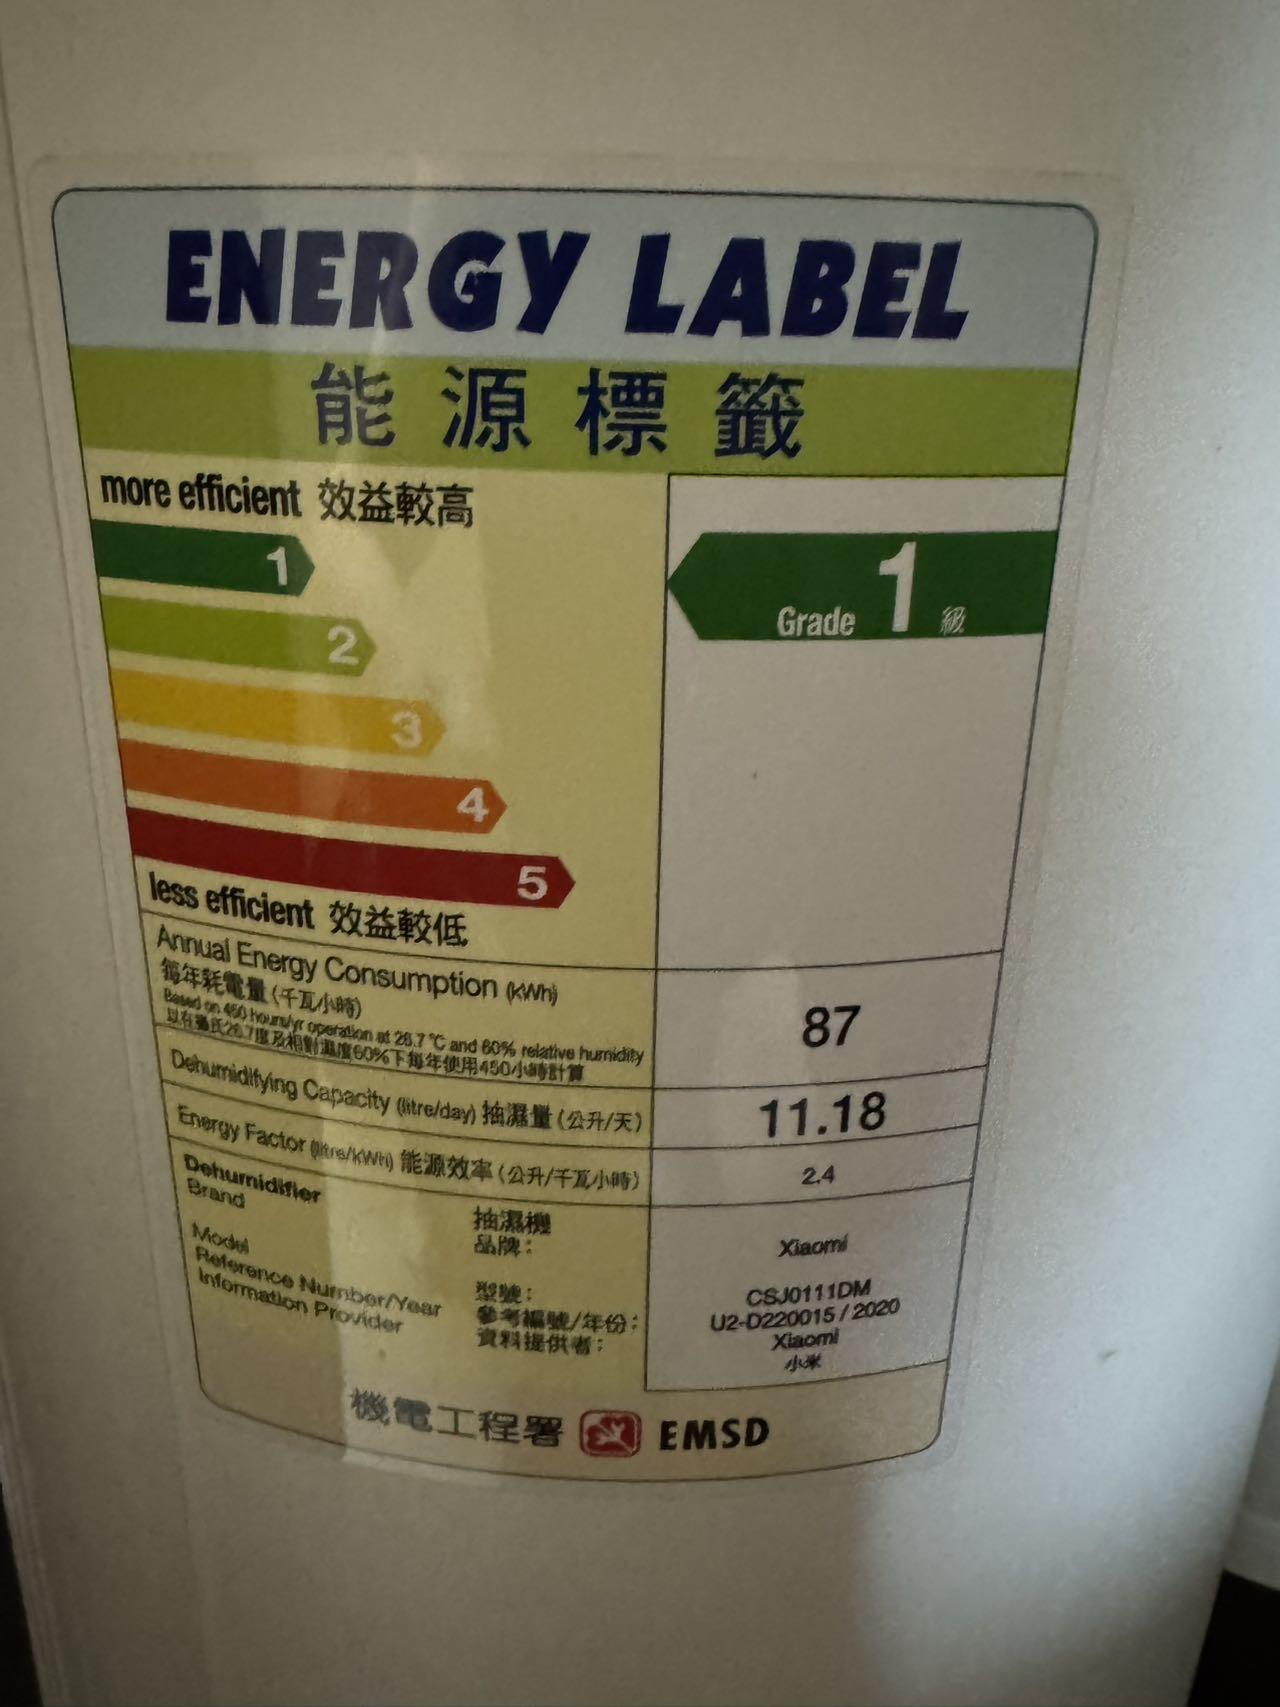 ENERGY LABEL
能源標籤
more efficient 效益較高
1
2
3
4
5
Grade 1 級
less efficient 效益較低
Annual Energy Consumption (kWh)
每年耗電量(千瓦小時)
Based on 450 hours/yr operation at 26.7 °C and 60% relative humidity
以在攝氏26.7度及相對濕度60%下每年使用450小時計算
87
Dehumidifying Capacity (litre/day) 抽濕量(公升/天) 11.18
Energy Factor (litre/kWh) 能源效率(公升/千瓦小時) 2.4
Dehumidifier 抽濕機
Brand 品牌: Xiaomi
Model 型號: CSJ0111DM
Reference Number/Year 參考編號/年份: U2-D220015 / 2020
Information Provider 資料提供者: Xiaomi
小米
機電工程署 EMSD